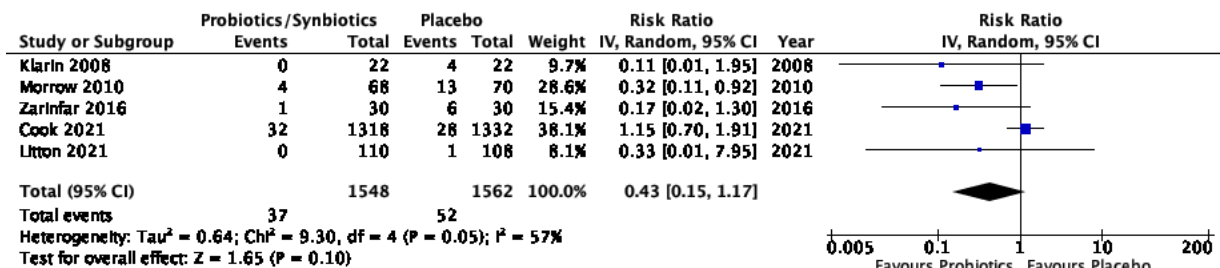 Probiotics/Synbiotics Placebo Risk Ratio Risk Ratio
Study or Subgroup Events Total Events Total Weight IV, Random, 95% CI Year IV, Random, 95% CI
Klarin 2008 0 22 4 22 9.7% 0.11 [0.01, 1.95] 2008
Morrow 2010 4 68 13 70 28.6% 0.32 [0.11, 0.92] 2010
Zarinfar 2016 1 30 6 30 15.4% 0.17 [0.02, 1.30] 2016
Cook 2021 32 1318 28 1332 38.1% 1.15 [0.70, 1.91] 2021
Litton 2021 0 110 1 108 8.1% 0.33 [0.01, 7.95] 2021
Total (95% CI) 1548 1562 100.0% 0.43 [0.15, 1.17]
Total events 37 52
Heterogeneity: Tau² = 0.64; Chi² = 9.30, df = 4 (P = 0.05); I² = 57%
Test for overall effect: Z = 1.65 (P = 0.10)
0.005 0.1 1 10 200
Favours Probiotics Favours Placebo